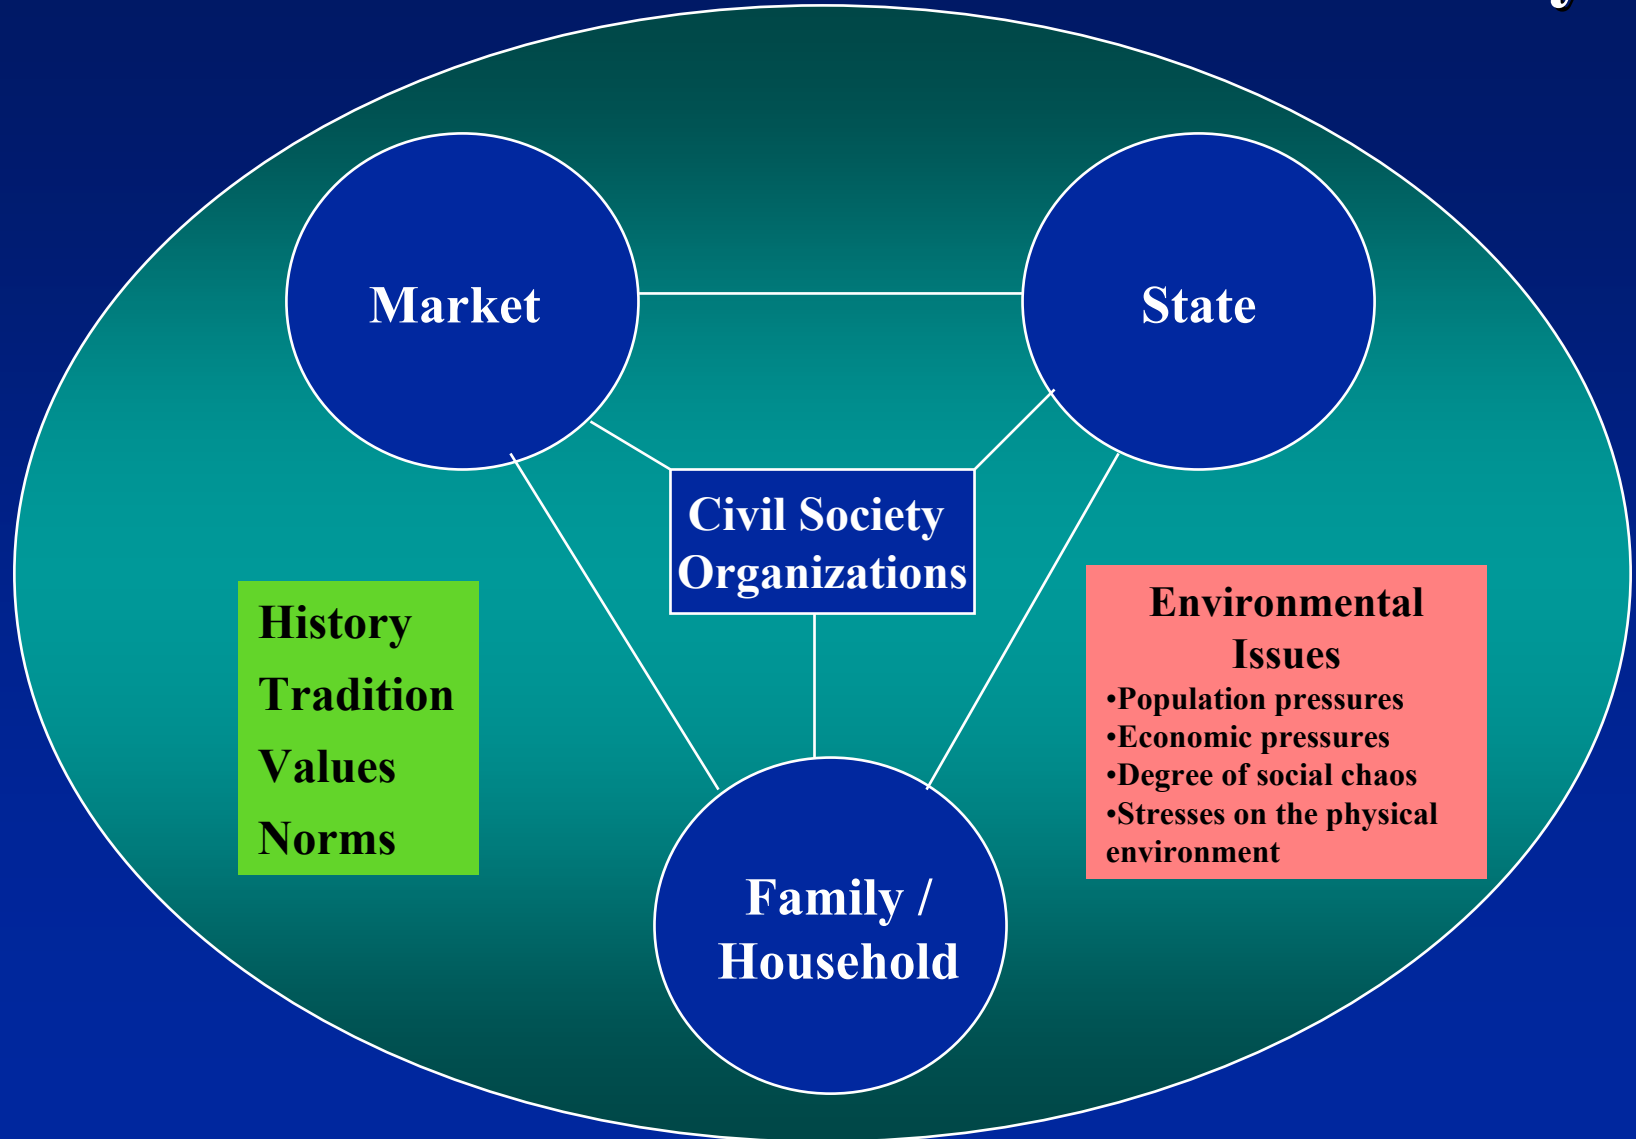 Market
State
Civil Society
Organizations
History
Tradition
Values
Norms
Environmental
Issues
•Population pressures
•Economic pressures
•Degree of social chaos
•Stresses on the physical
environment
Family /
Household